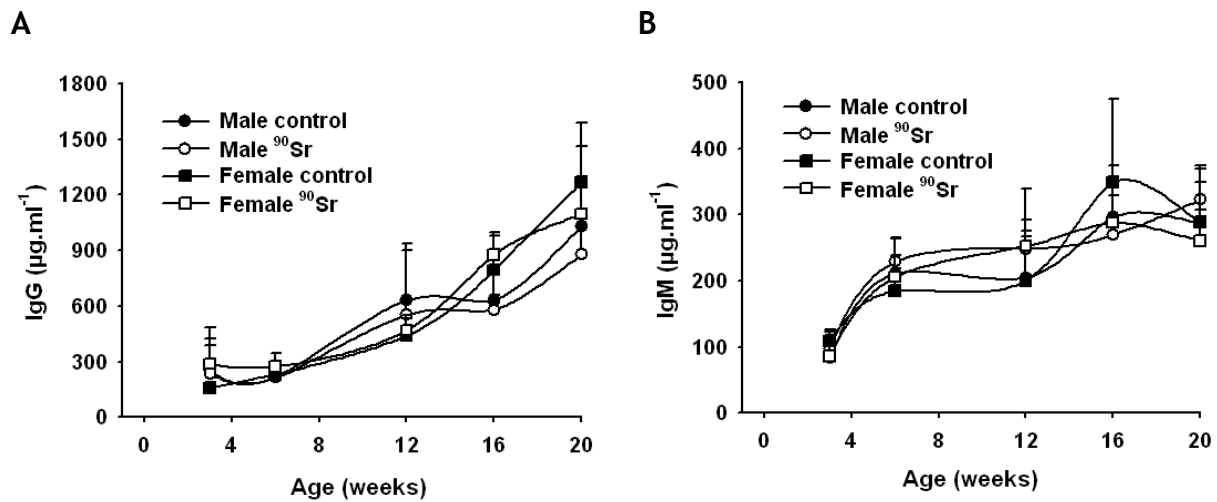 A
IgG (µg.ml⁻¹)
1800
1500
1200
900
600
300
0
Male control
Male ⁹⁰Sr
Female control
Female ⁹⁰Sr
0 4 8 12 16 20
Age (weeks)
B
IgM (µg.ml⁻¹)
500
400
300
200
100
0
Male control
Male ⁹⁰Sr
Female control
Female ⁹⁰Sr
0 4 8 12 16 20
Age (weeks)